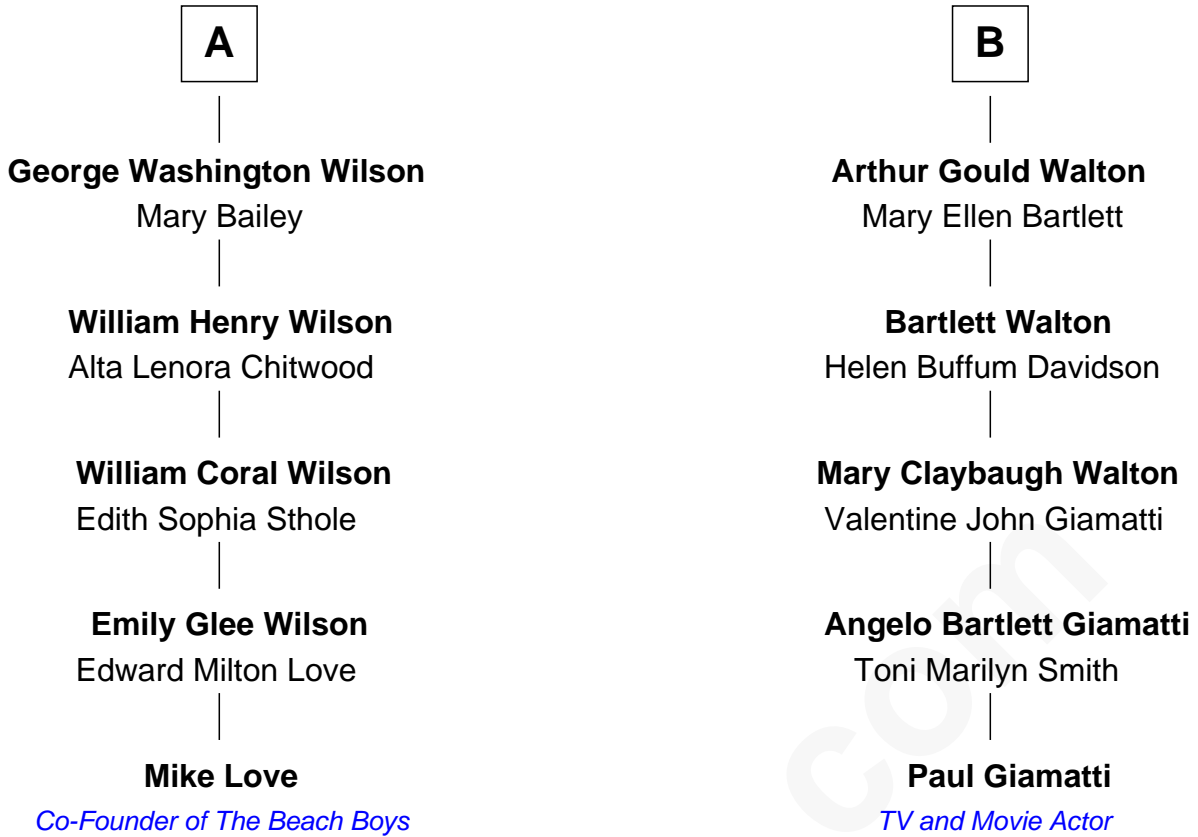 A
George Washington Wilson
Mary Bailey
William Henry Wilson
Alta Lenora Chitwood
William Coral Wilson
Edith Sophia Sthole
Emily Glee Wilson
Edward Milton Love
Mike Love
Co-Founder of The Beach Boys
B
Arthur Gould Walton
Mary Ellen Bartlett
Bartlett Walton
Helen Buffum Davidson
Mary Claybaugh Walton
Valentine John Giamatti
Angelo Bartlett Giamatti
Toni Marilyn Smith
Paul Giamatti
TV and Movie Actor
com